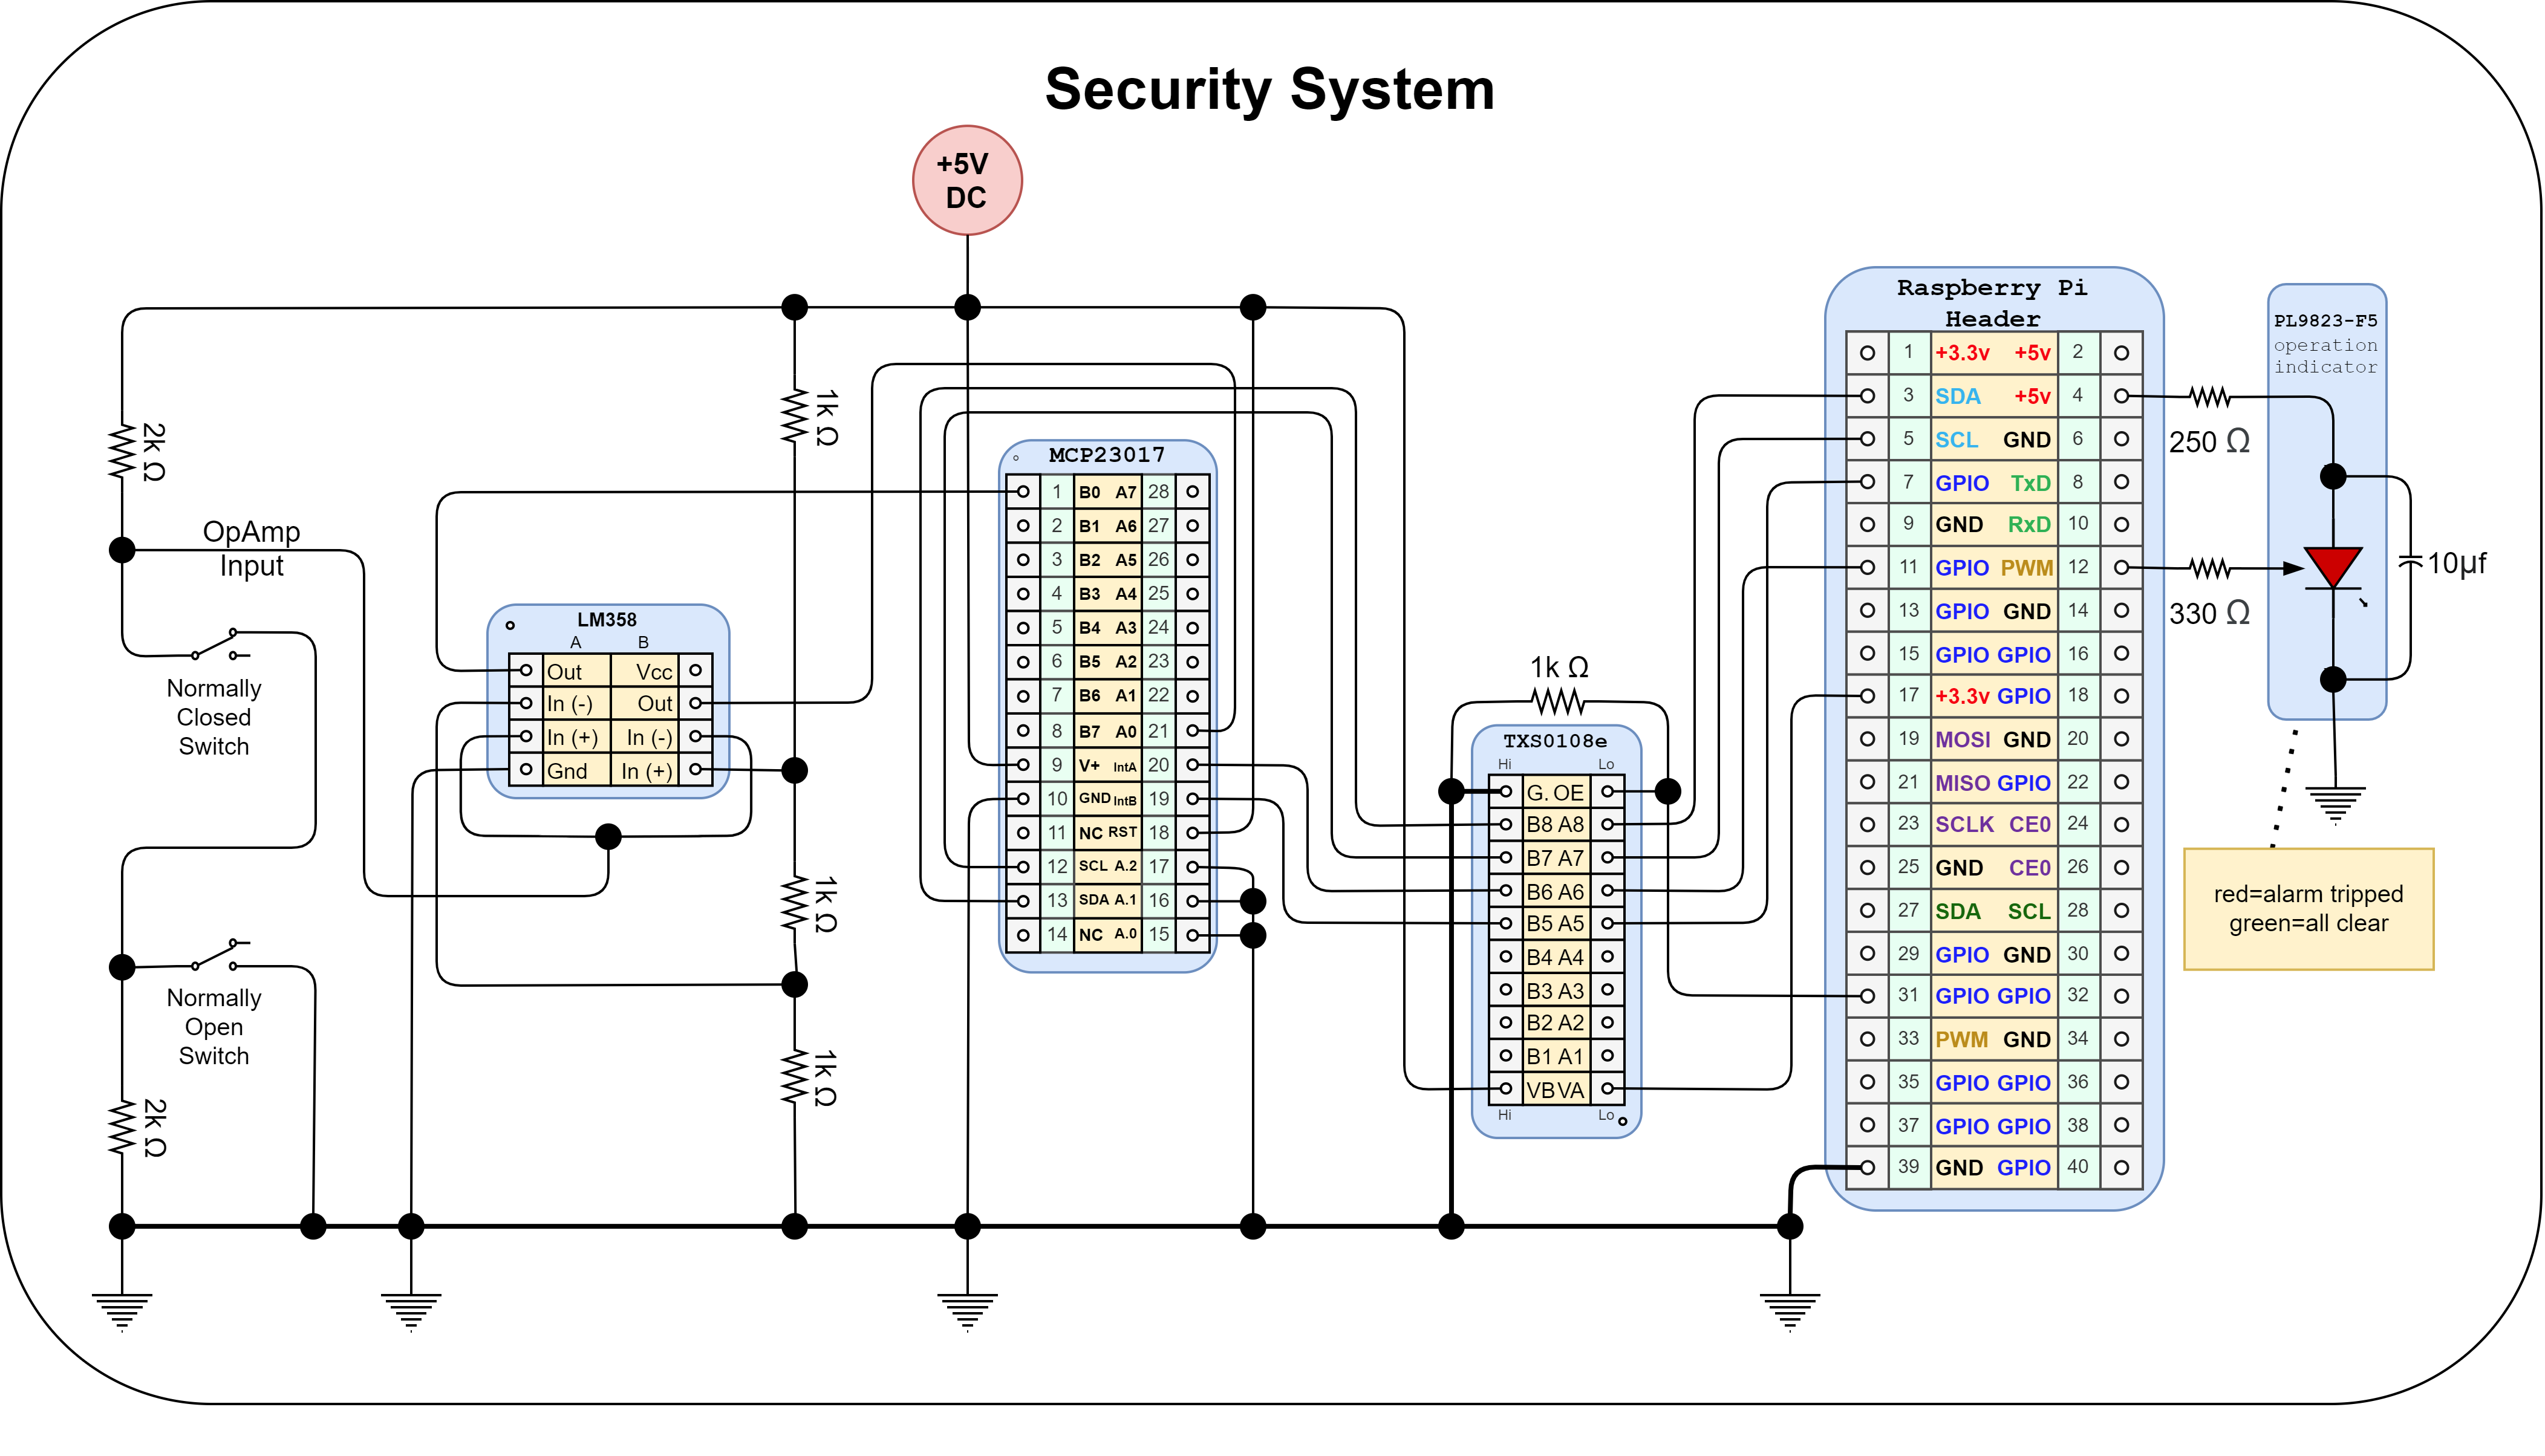 Security System
+5V
DC
2k Ω
OpAmp
Input
Normally
Closed
Switch
Normally
Open
Switch
2k Ω
1k Ω
1k Ω
1k Ω
LM358
A B
Out Vcc
In (-) Out
In (+) In (-)
Gnd In (+)
MCP23017
1 B0 A7 28
2 B1 A6 27
3 B2 A5 26
4 B3 A4 25
5 B4 A3 24
6 B5 A2 23
7 B6 A1 22
8 B7 A0 21
9 V+ IntA 20
10 GND IntB 19
11 NC RST 18
12 SCL A.2 17
13 SDA A.1 16
14 NC A.0 15
1k Ω
TXS0108e
Hi Lo
G. OE
B8 A8
B7 A7
B6 A6
B5 A5
B4 A4
B3 A3
B2 A2
B1 A1
VB VA
Hi Lo
Raspberry Pi
Header
1 +3.3v +5v 2
3 SDA +5v 4
5 SCL GND 6
7 GPIO TxD 8
9 GND RxD 10
11 GPIO PWM 12
13 GPIO GND 14
15 GPIO GPIO 16
17 +3.3v GPIO 18
19 MOSI GND 20
21 MISO GPIO 22
23 SCLK CE0 24
25 GND CE0 26
27 SDA SCL 28
29 GPIO GND 30
31 GPIO GPIO 32
33 PWM GND 34
35 GPIO GPIO 36
37 GPIO GPIO 38
39 GND GPIO 40
250 Ω
330 Ω
PL9823-F5
operation
indicator
10µf
red=alarm tripped
green=all clear